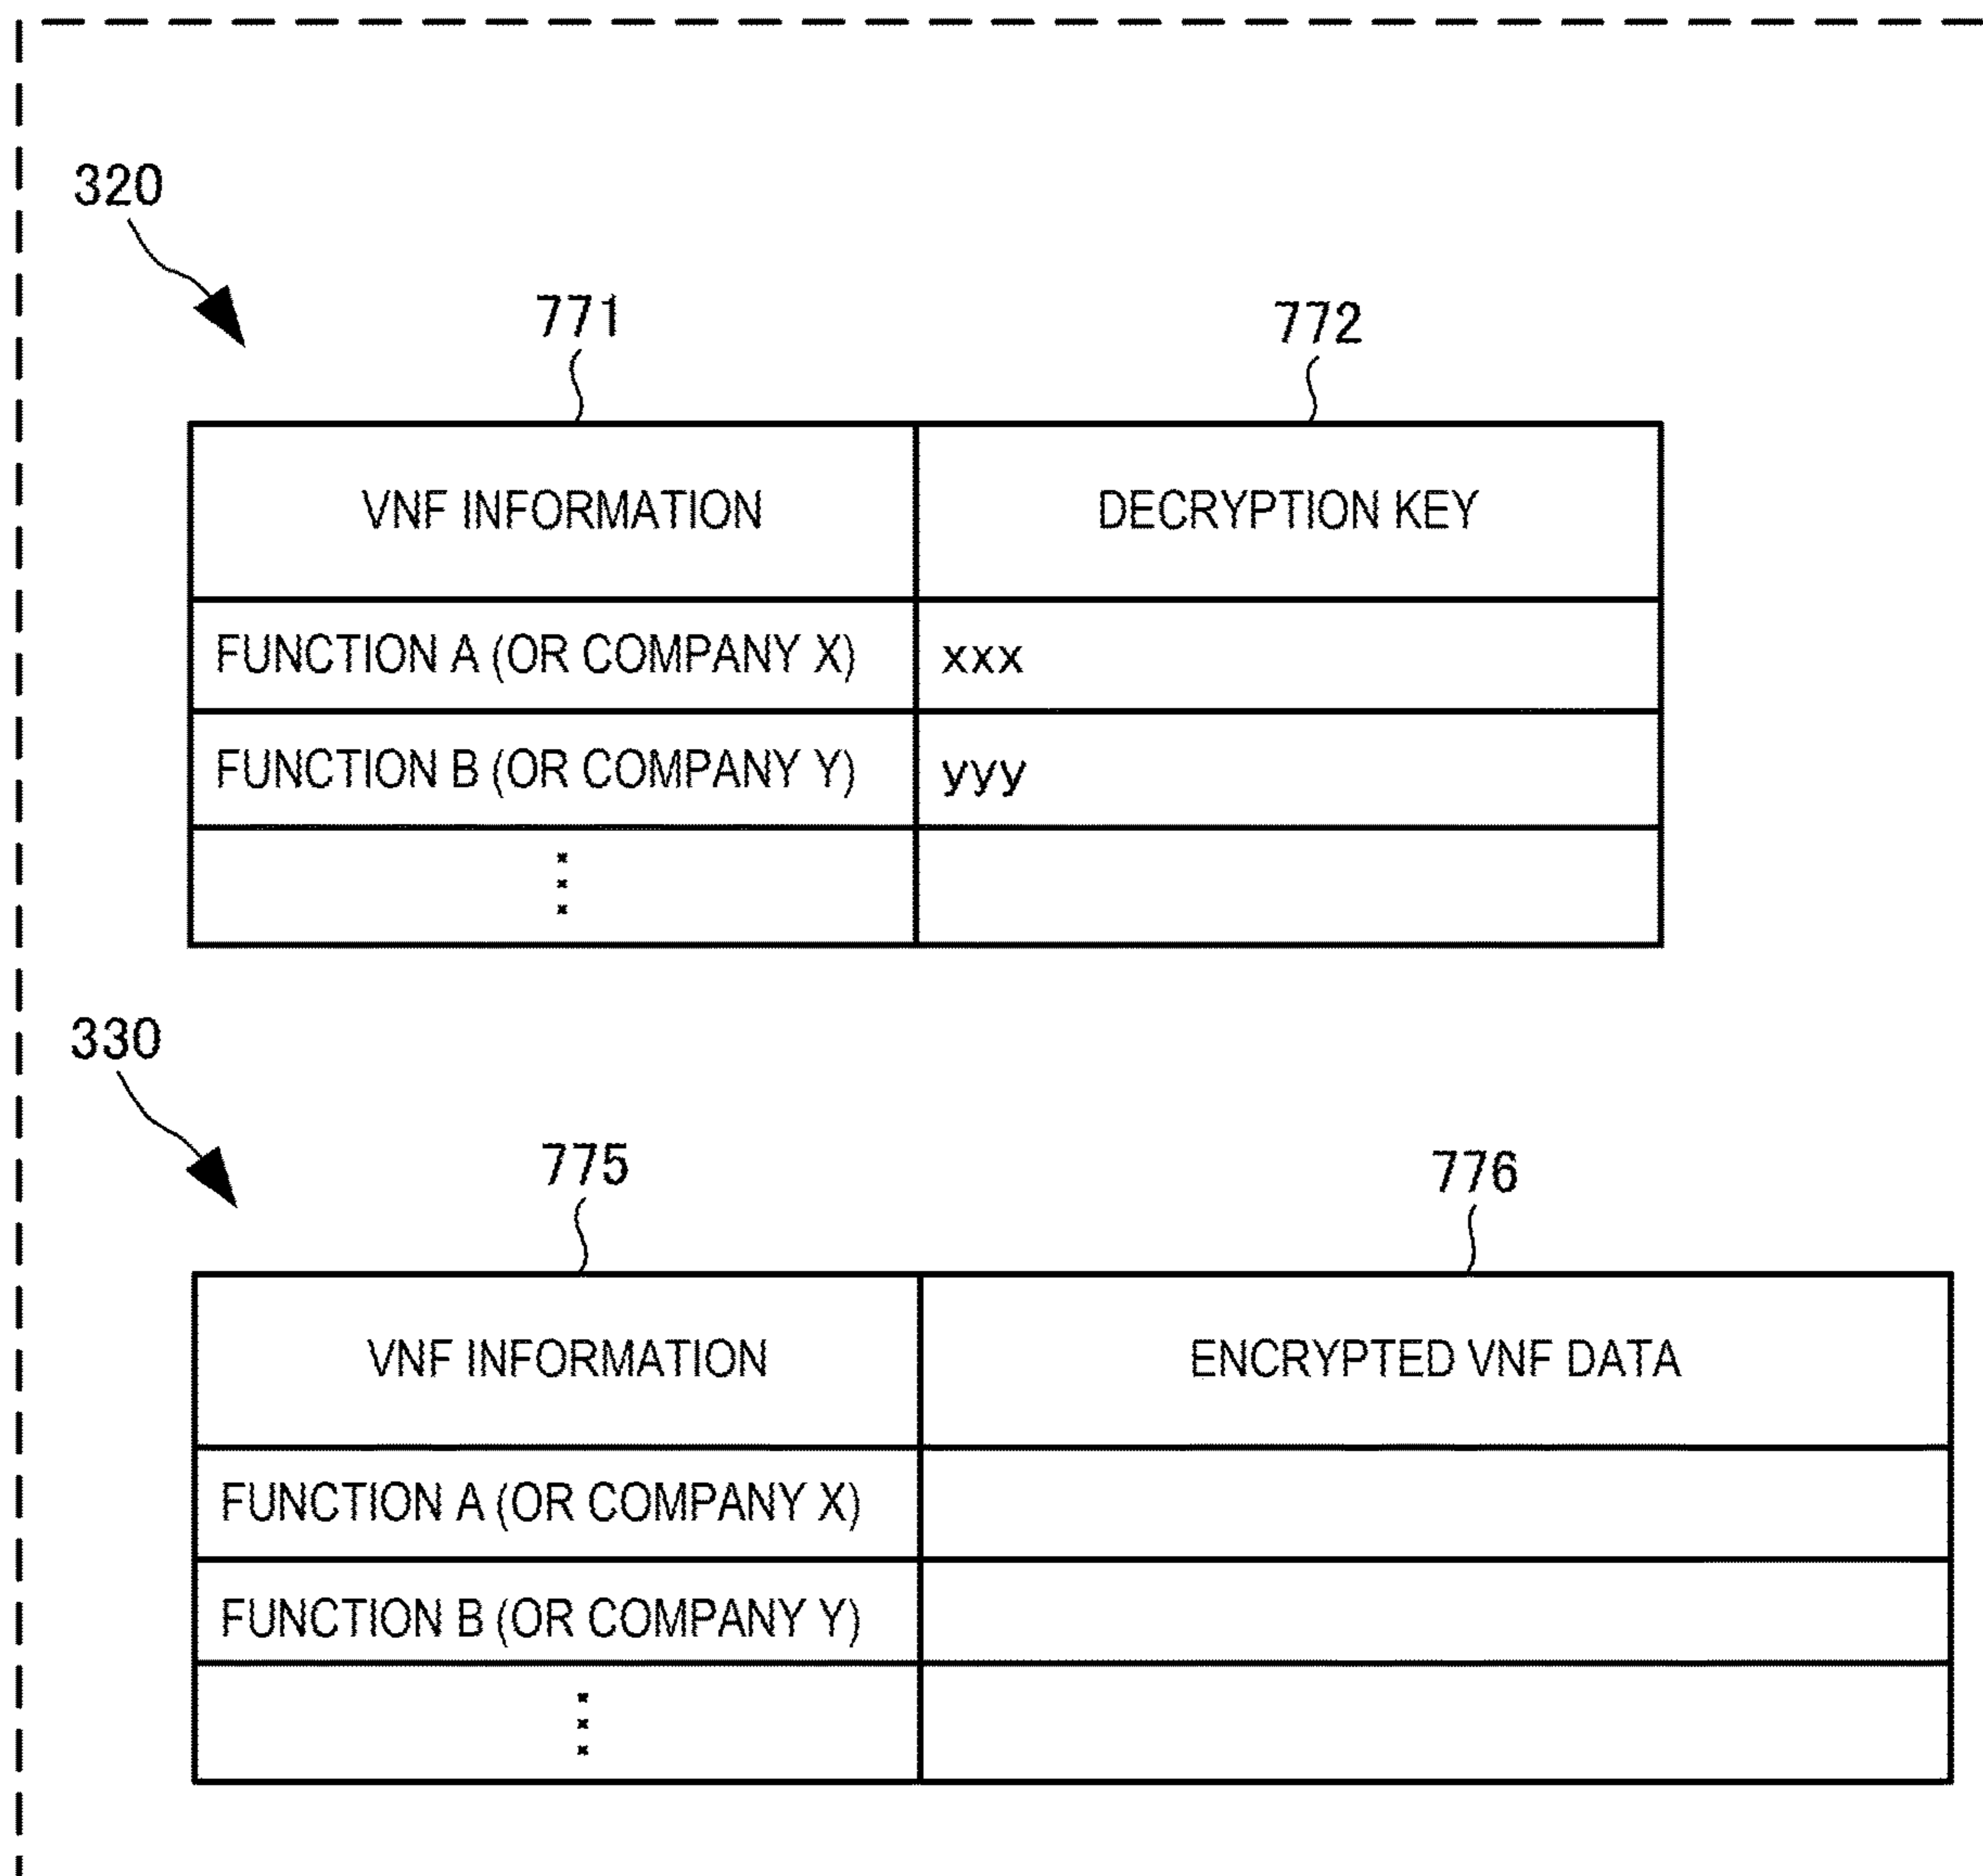 320
771
772
VNF INFORMATION
DECRYPTION KEY
FUNCTION A (OR COMPANY X)
xxx
FUNCTION B (OR COMPANY Y)
yyy
330
775
776
VNF INFORMATION
ENCRYPTED VNF DATA
FUNCTION A (OR COMPANY X)
FUNCTION B (OR COMPANY Y)